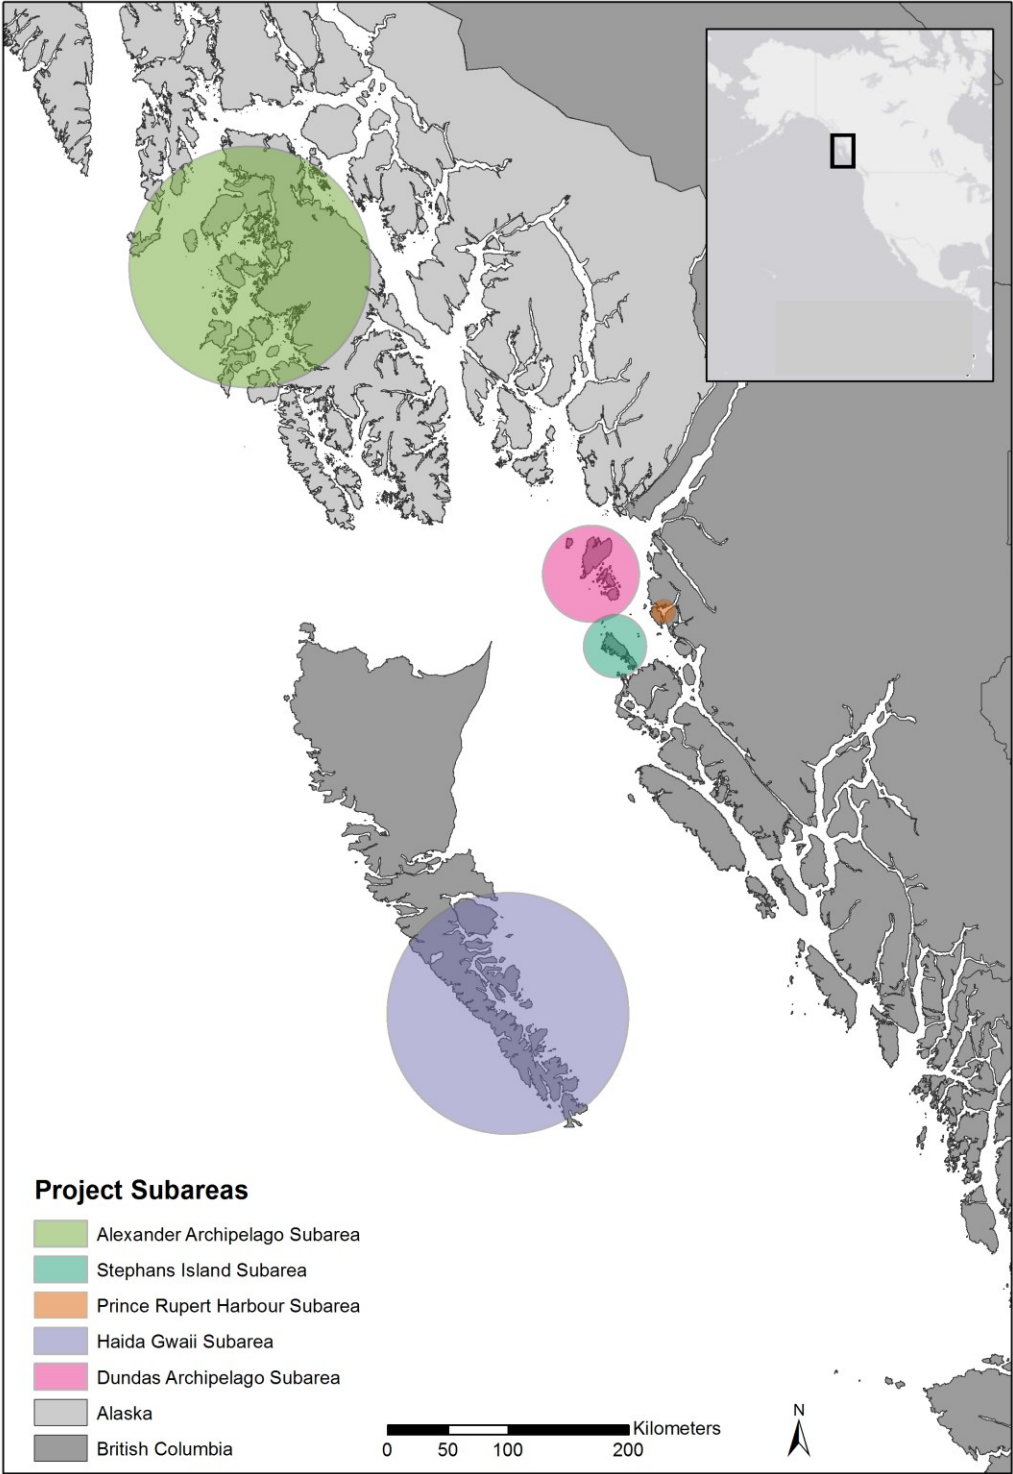 Project Subareas
Alexander Archipelago Subarea
Stephans Island Subarea
Prince Rupert Harbour Subarea
Haida Gwaii Subarea
Dundas Archipelago Subarea
Alaska
British Columbia
Kilometers
0 50 100 200
N